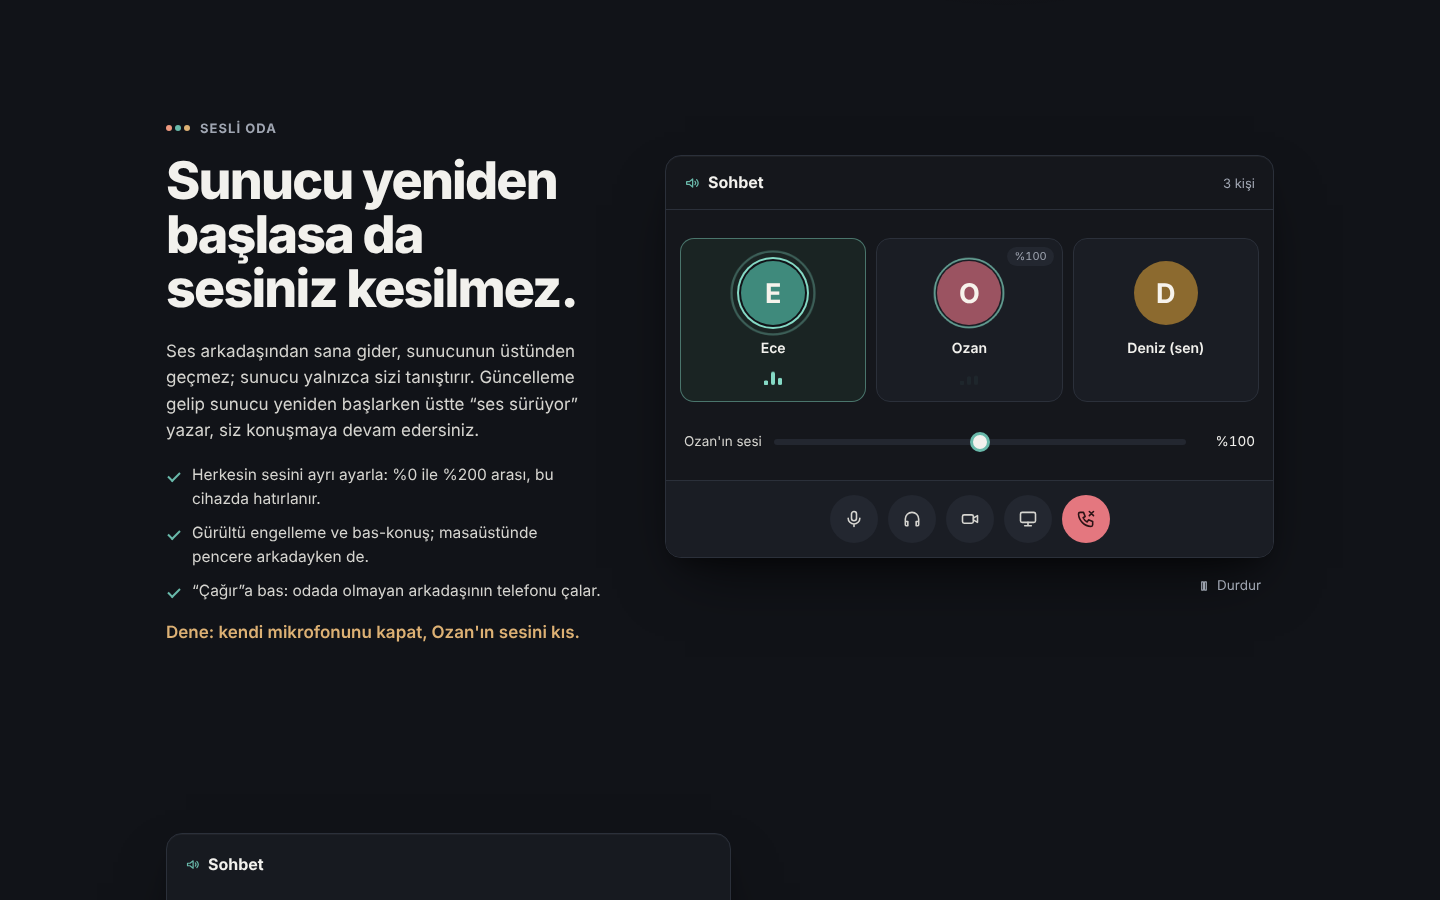 SESLİ ODA
Sunucu yeniden
başlasa da
sesiniz kesilmez.
Ses arkadaşından sana gider, sunucunun üstünden
geçmez; sunucu yalnızca sizi tanıştırır. Güncelleme
gelip sunucu yeniden başlarken üstte “ses sürüyor”
yazar, siz konuşmaya devam edersiniz.
Herkesin sesini ayrı ayarla: %0 ile %200 arası, bu
cihazda hatırlanır.
Gürültü engelleme ve bas-konuş; masaüstünde
pencere arkadayken de.
“Çağır”a bas: odada olmayan arkadaşının telefonu çalar.
Dene: kendi mikrofonunu kapat, Ozan'ın sesini kıs.
Sohbet
3 kişi
E
Ece
%100
O
Ozan
D
Deniz (sen)
Ozan'ın sesi
%100
Durdur
Sohbet